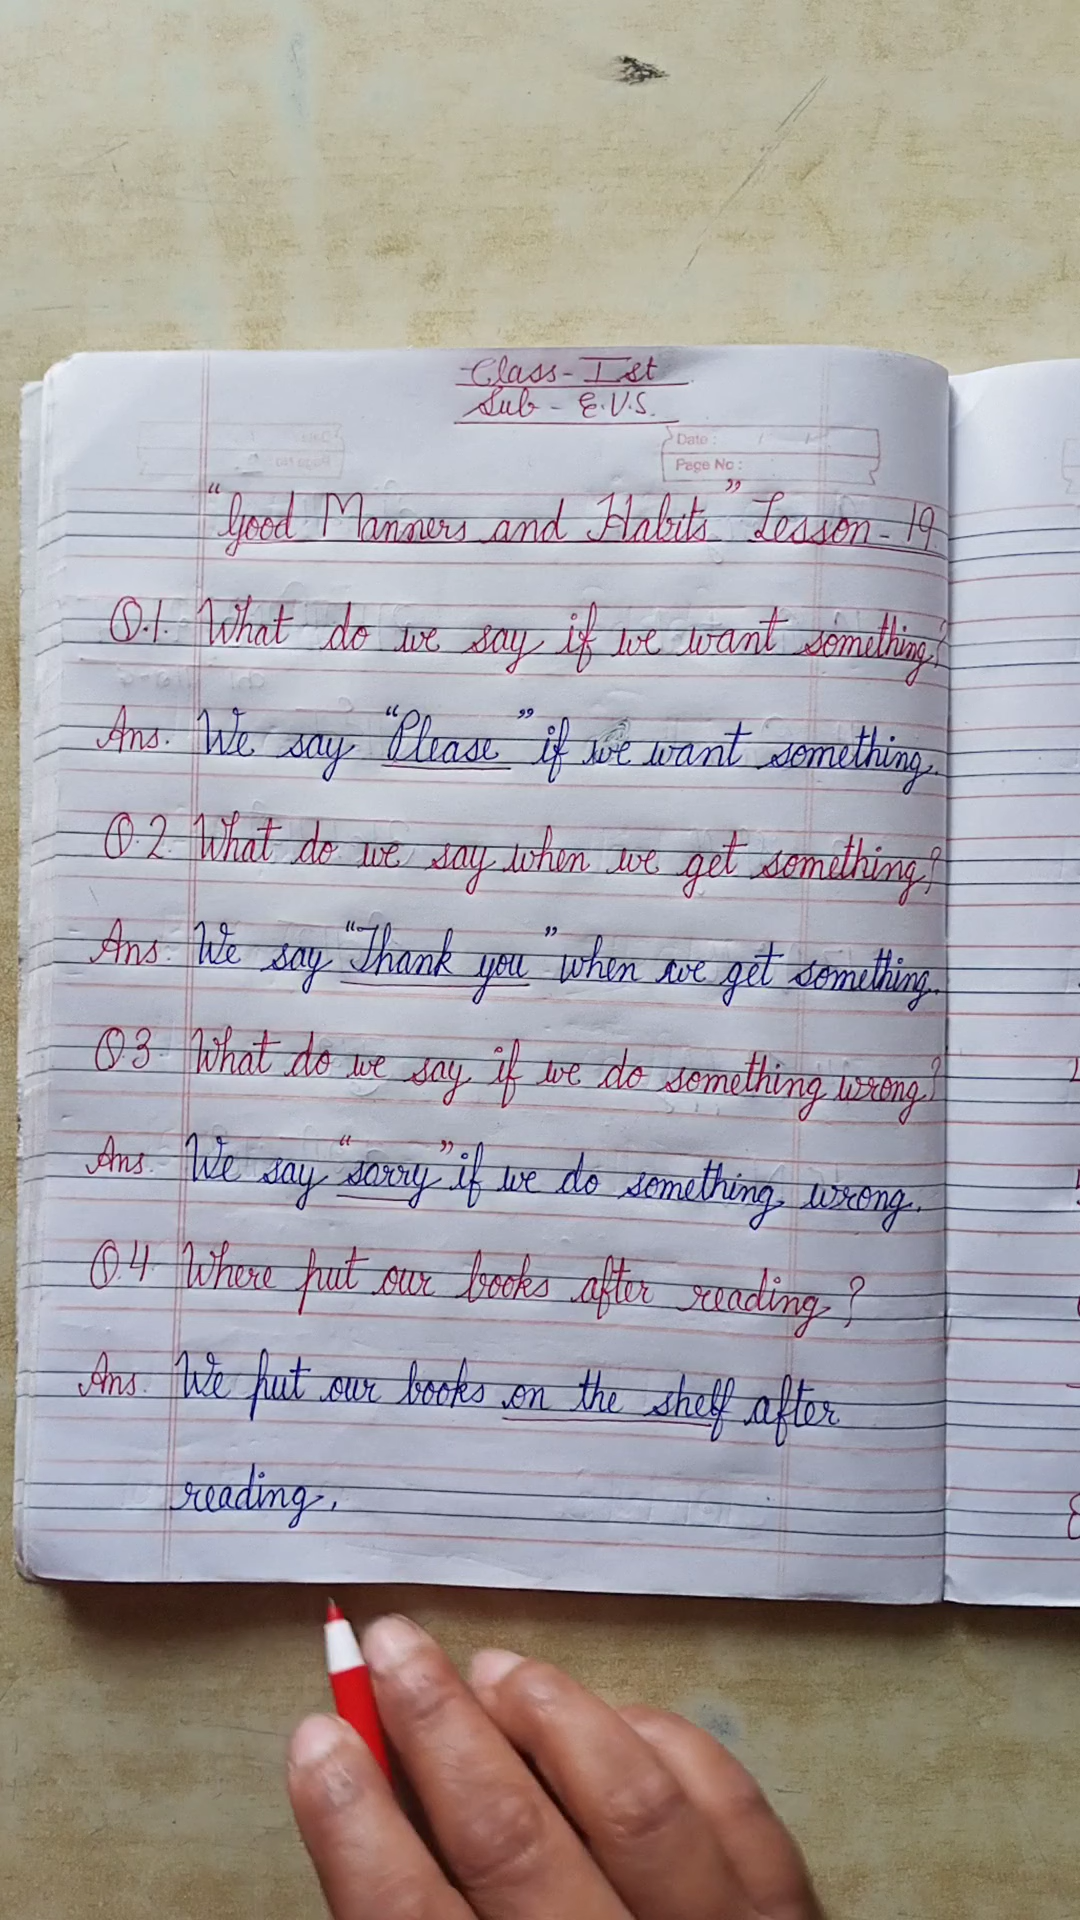 Class - Ist
Sub - E.V.S.
Date : / /
Page No :
"Good Manners and Habits" Lesson - 19
Q.1. What do we say if we want something?
Ans. We say "Please" if we want something.
Q.2 What do we say when we get something?
Ans. We say "Thank you" when we get something.
Q.3 What do we say if we do something wrong?
Ans. We say "sorry" if we do something wrong.
Q.4 Where put our books after reading?
Ans. We put our books on the shelf after
reading.